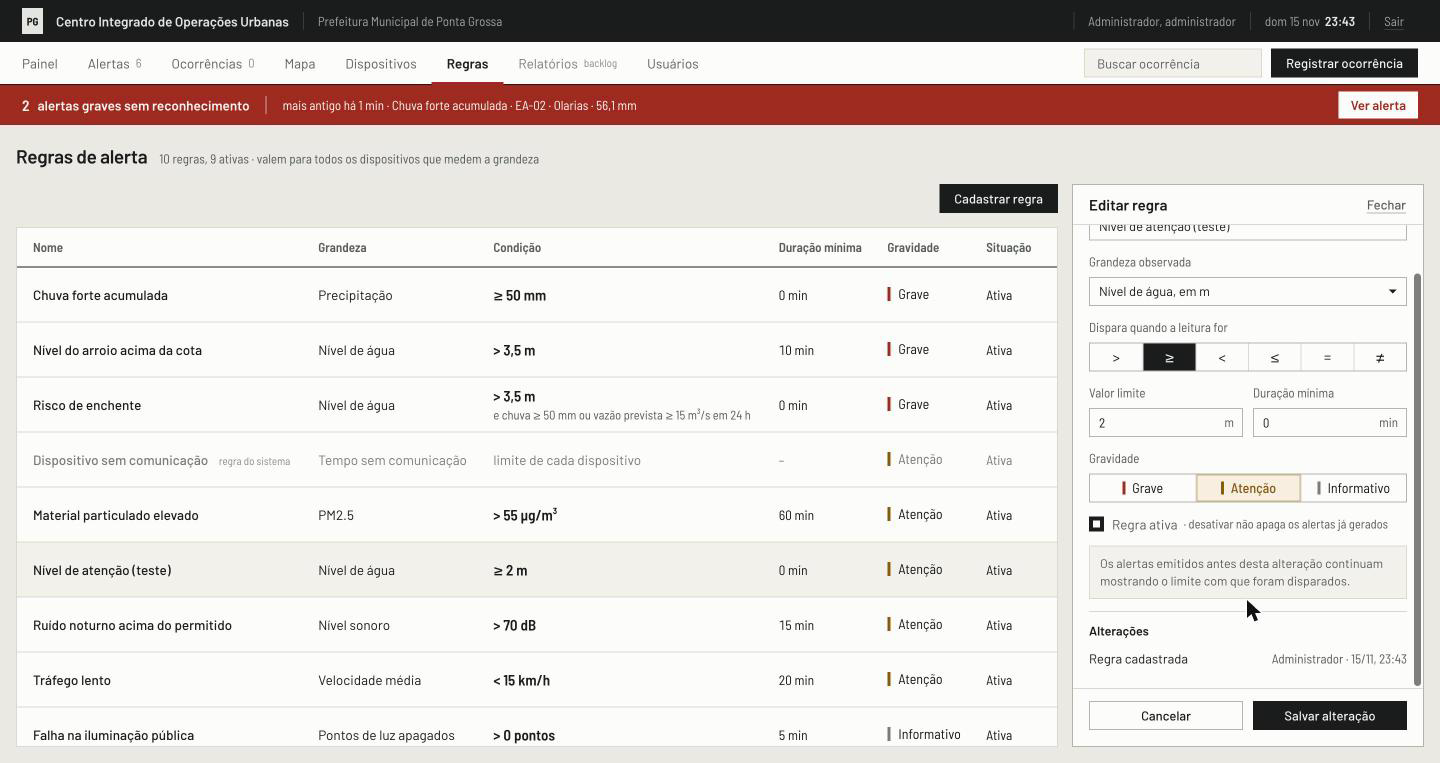 PG Centro Integrado de Operações Urbanas Prefeitura Municipal de Ponta Grossa Administrador, administrador dom 15 nov 23:43 Sair
Painel Alertas 6 Ocorrências 0 Mapa Dispositivos Regras Relatórios backlog Usuários Buscar ocorrência Registrar ocorrência
2 alertas graves sem reconhecimento mais antigo há 1 min · Chuva forte acumulada · EA-02 · Olarias · 56,1 mm Ver alerta
Regras de alerta 10 regras, 9 ativas · valem para todos os dispositivos que medem a grandeza
Cadastrar regra
Nome Grandeza Condição Duração mínima Gravidade Situação
Chuva forte acumulada Precipitação ≥ 50 mm 0 min Grave Ativa
Nível do arroio acima da cota Nível de água > 3,5 m 10 min Grave Ativa
Risco de enchente Nível de água > 3,5 m 0 min Grave Ativa
e chuva ≥ 50 mm ou vazão prevista ≥ 15 m³/s em 24 h
Dispositivo sem comunicação regra do sistema Tempo sem comunicação limite de cada dispositivo – Atenção Ativa
Material particulado elevado PM2.5 > 55 µg/m³ 60 min Atenção Ativa
Nível de atenção (teste) Nível de água ≥ 2 m 0 min Atenção Ativa
Ruído noturno acima do permitido Nível sonoro > 70 dB 15 min Atenção Ativa
Tráfego lento Velocidade média < 15 km/h 20 min Atenção Ativa
Falha na iluminação pública Pontos de luz apagados > 0 pontos 5 min Informativo Ativa
Editar regra Fechar
Nível de atenção (teste)
Grandeza observada
Nível de água, em m
Dispara quando a leitura for
> ≥ < ≤ = ≠
Valor limite Duração mínima
2 m 0 min
Gravidade
Grave Atenção Informativo
Regra ativa · desativar não apaga os alertas já gerados
Os alertas emitidos antes desta alteração continuam
mostrando o limite com que foram disparados.
Alterações
Regra cadastrada Administrador · 15/11, 23:43
Cancelar Salvar alteração